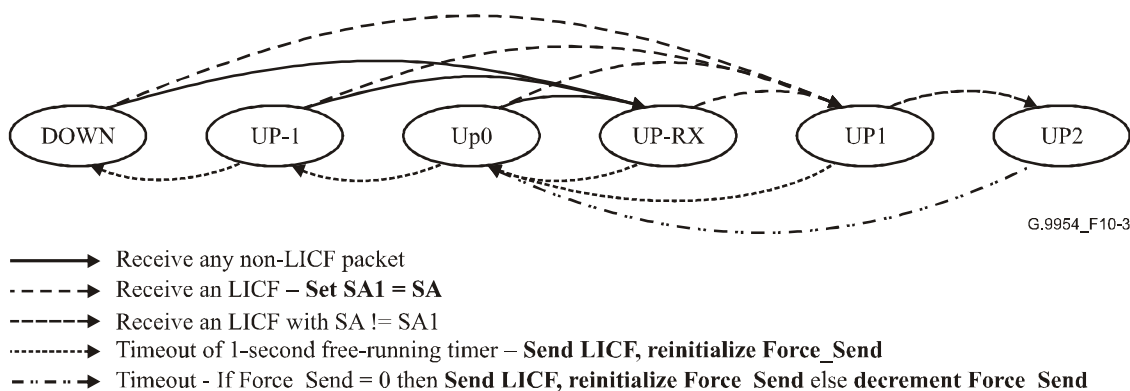 DOWN
UP-1
Up0
UP-RX
UP1
UP2
G.9954_F10-3
Receive any non-LICF packet
Receive an LICF – Set SA1 = SA
Receive an LICF with SA != SA1
Timeout of 1-second free-running timer – Send LICF, reinitialize Force_Send
Timeout - If Force_Send = 0 then Send LICF, reinitialize Force_Send else decrement Force_Send